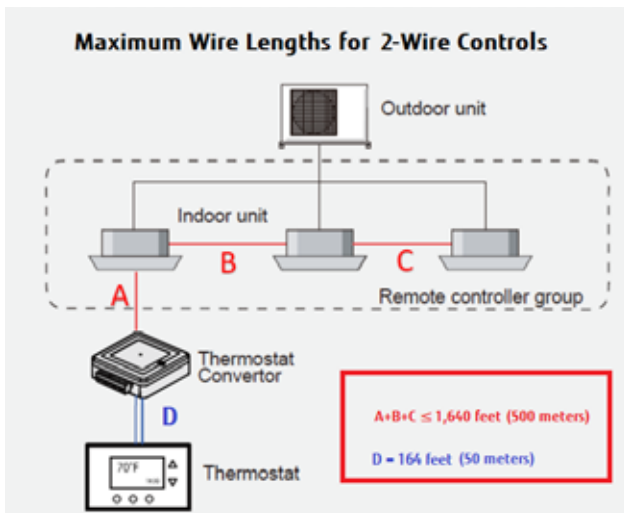 Maximum Wire Lengths for 2-Wire Controls
Outdoor unit
Indoor unit
B
C
A
Remote controller group
Thermostat
Convertor
D
A+B+C ≤ 1,640 feet (500 meters)
D = 164 feet (50 meters)
70°F
Thermostat